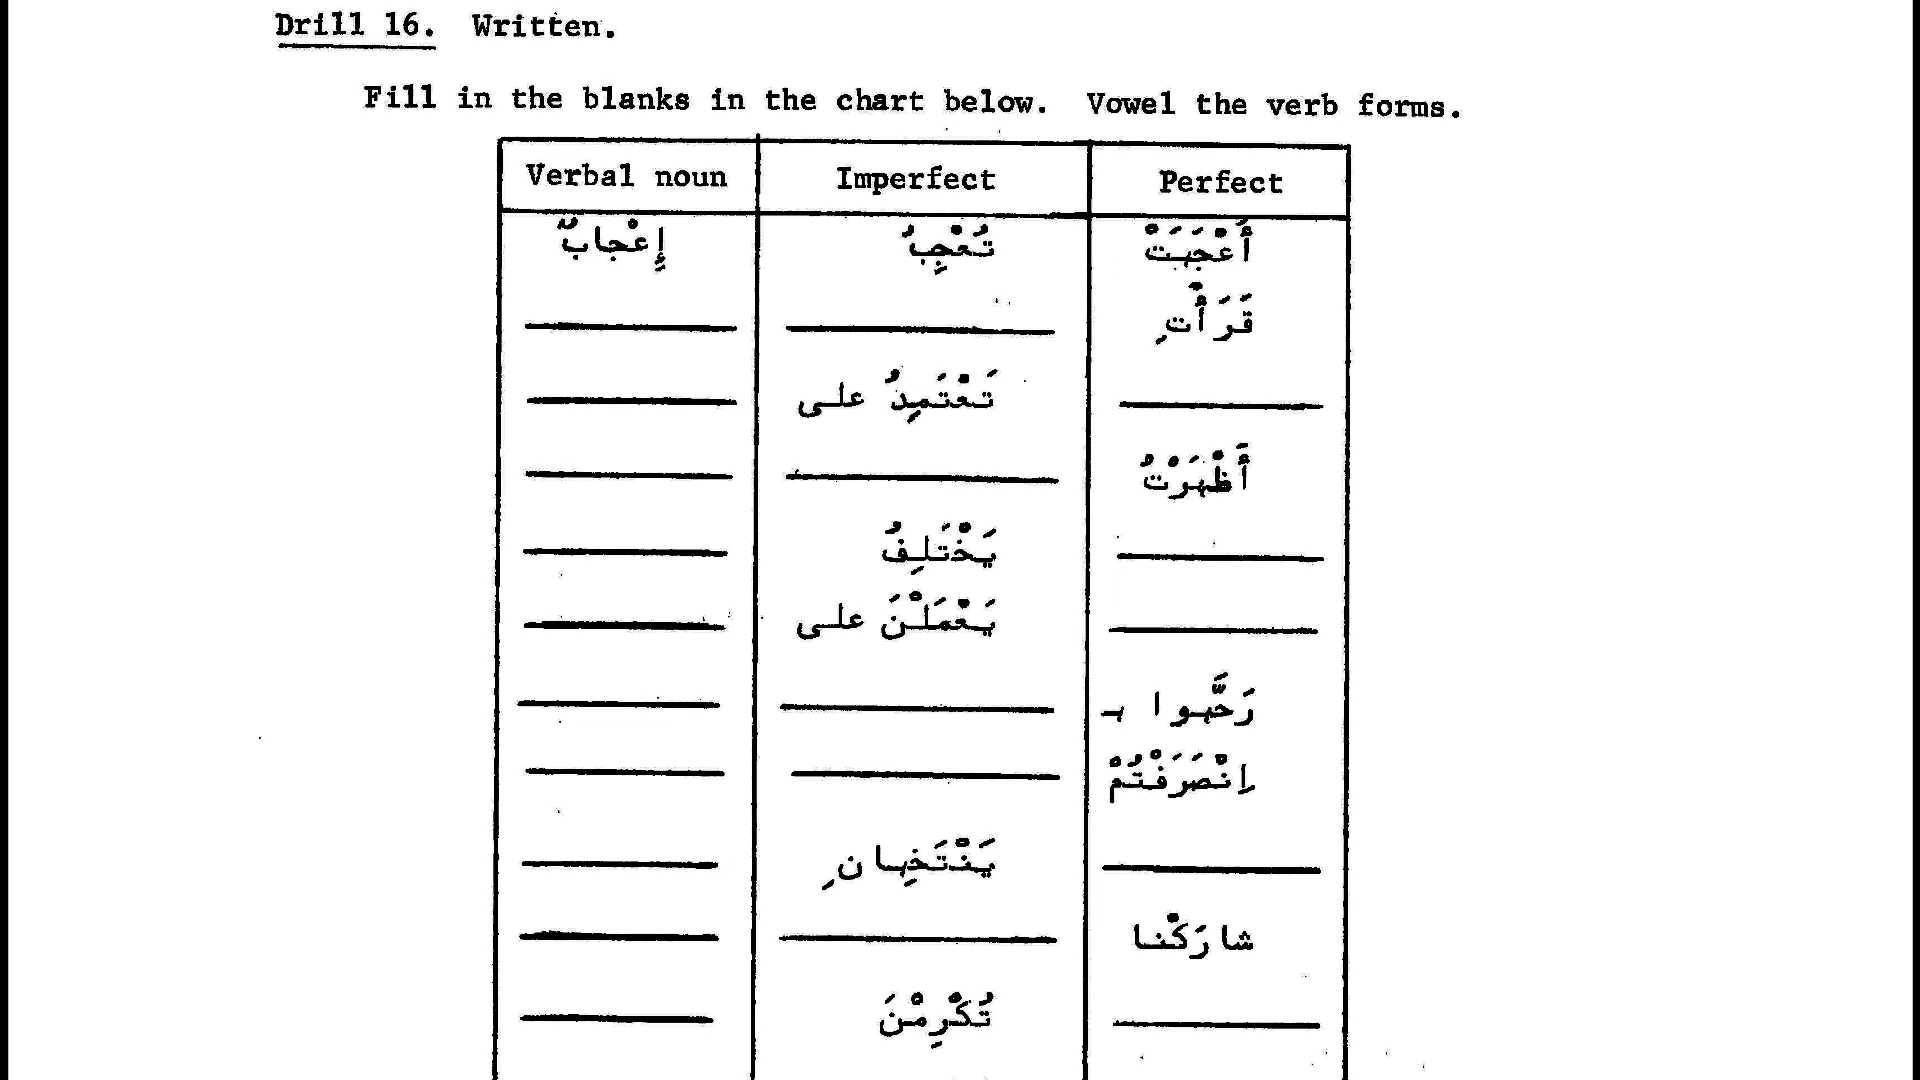 Drill 16. Written.
Fill in the blanks in the chart below. Vowel the verb forms.
Verbal noun Imperfect Perfect
أَعْجَبَتْ تُعْجِبُ إِعْجابٌ
قَرَأْتِ
تَعْتَمِدُ على
أَظْهَرْتُ
يَخْتَلِفُ
يَعْمَلْنَ على
رَحَّبوا بـ
اِنْصَرَفْتُمْ
يَنْتَخِبانِ
شارَكْنا
تُكْرِمْنَ